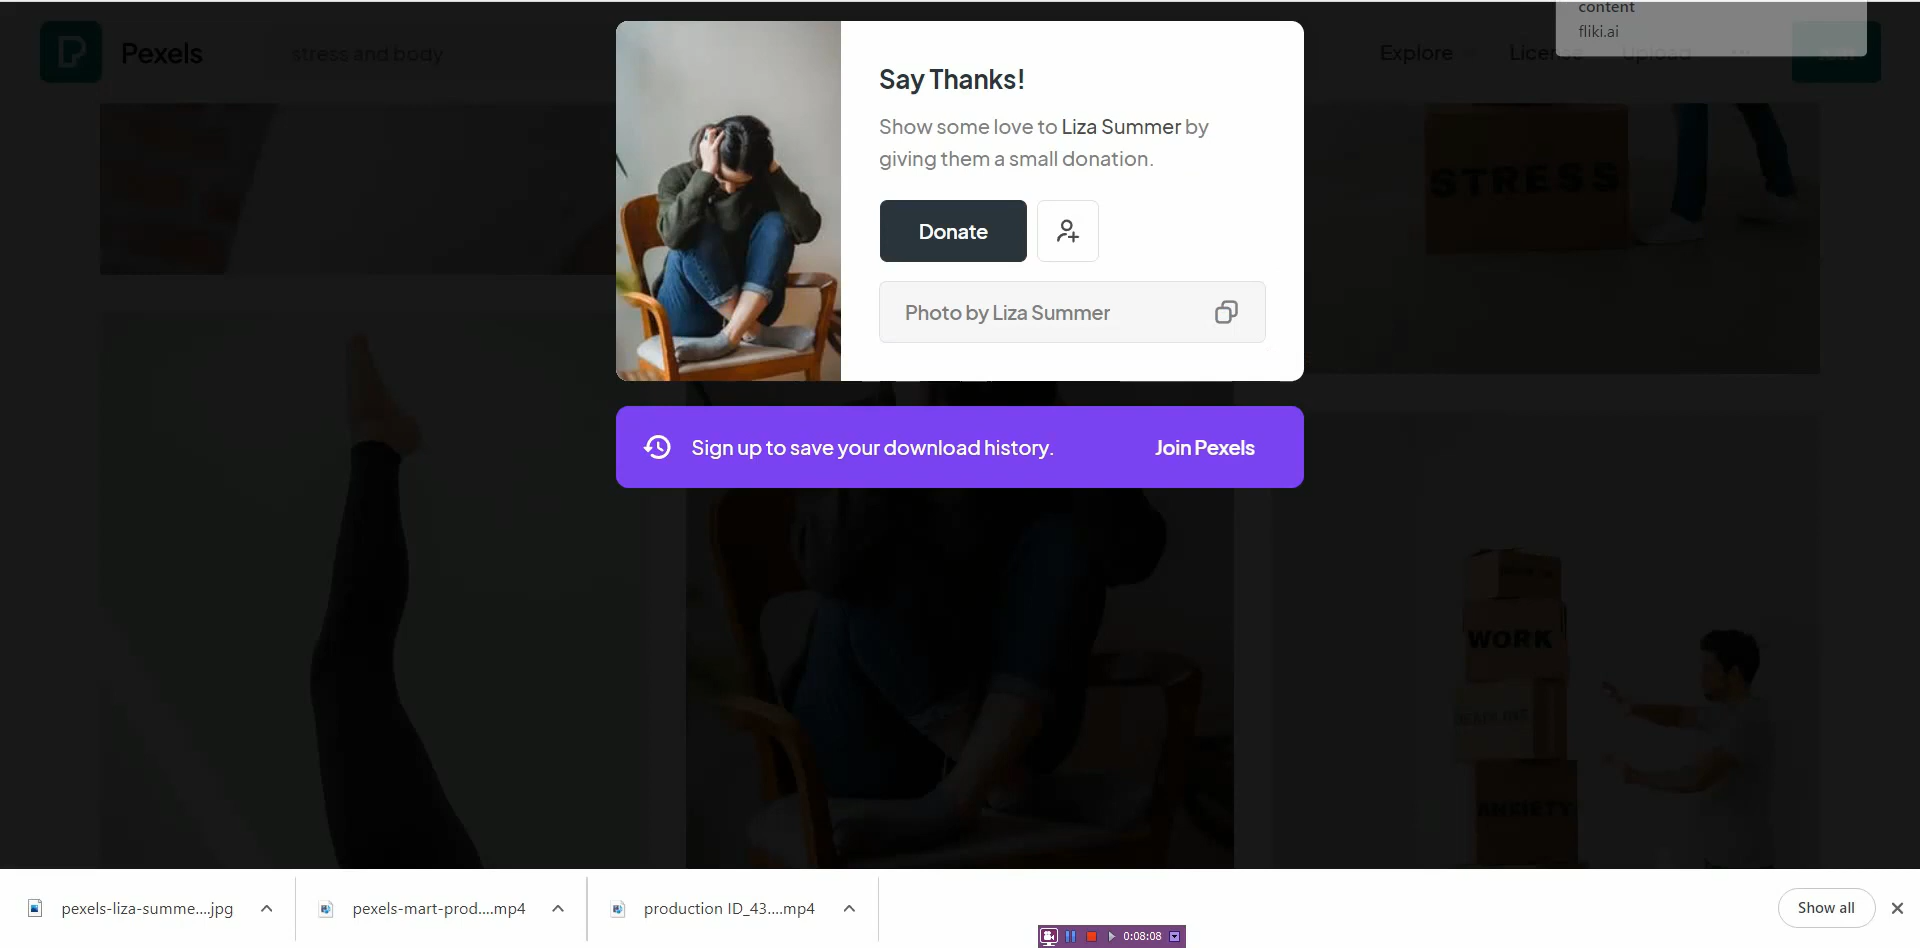 content
fliki.ai
Pexels
stress and body
Explore
License
Upload
Say Thanks!
Show some love to Liza Summer by
giving them a small donation.
Donate
Photo by Liza Summer
STRESS
Sign up to save your download history.
Join Pexels
WORK
ANXIETY
pexels-liza-summe....jpg
pexels-mart-prod....mp4
production ID_43....mp4
Show all
0:08:08